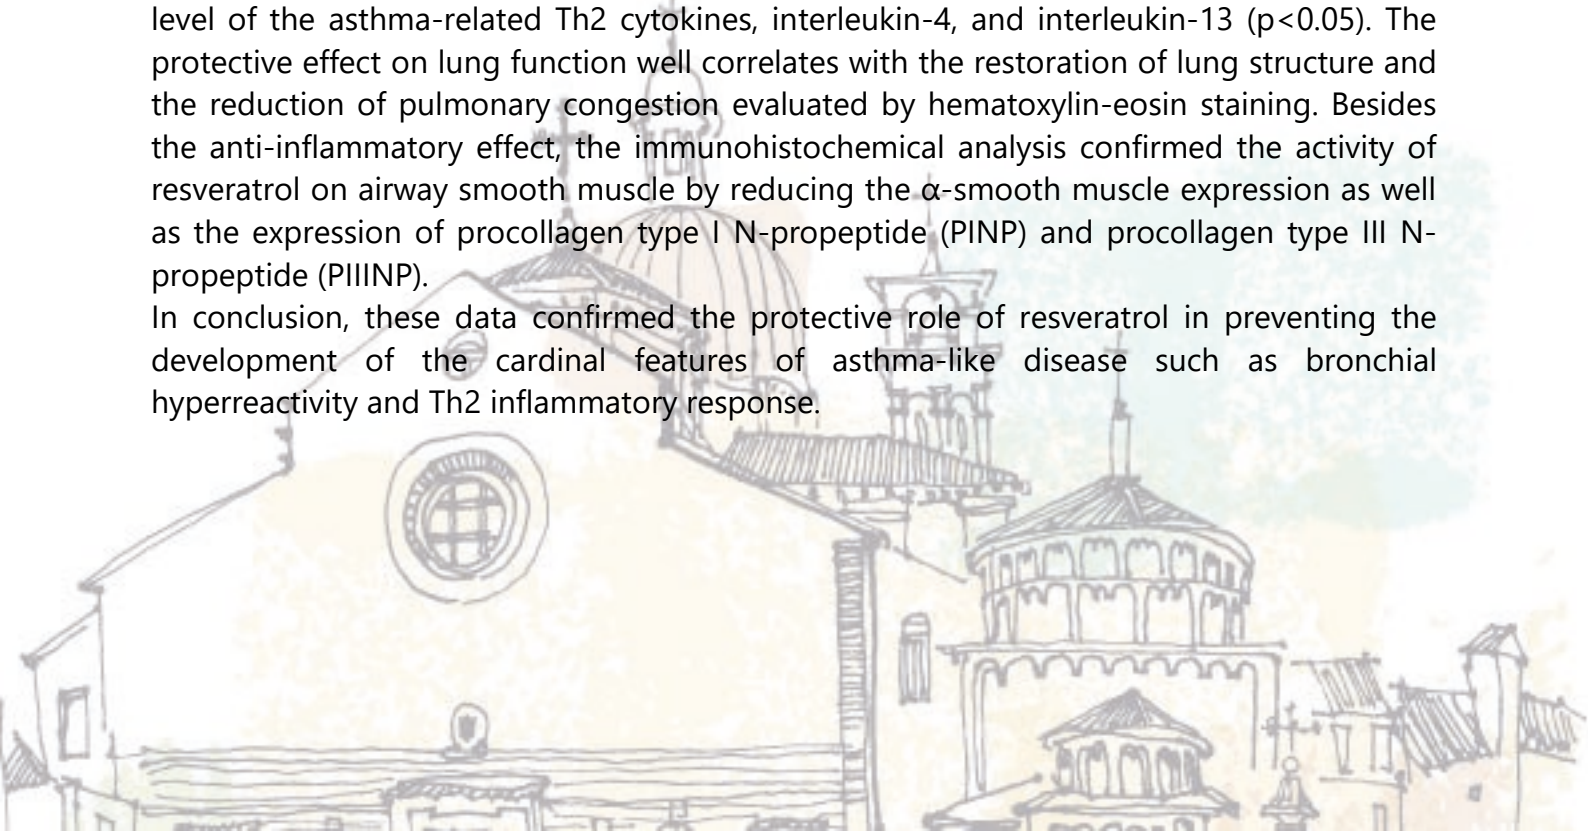 level of the asthma-related Th2 cytokines, interleukin-4, and interleukin-13 (p<0.05). The
protective effect on lung function well correlates with the restoration of lung structure and
the reduction of pulmonary congestion evaluated by hematoxylin-eosin staining. Besides
the anti-inflammatory effect, the immunohistochemical analysis confirmed the activity of
resveratrol on airway smooth muscle by reducing the α-smooth muscle expression as well
as the expression of procollagen type I N-propeptide (PINP) and procollagen type III N-
propeptide (PIIINP).
In conclusion, these data confirmed the protective role of resveratrol in preventing the
development of the cardinal features of asthma-like disease such as bronchial
hyperreactivity and Th2 inflammatory response.